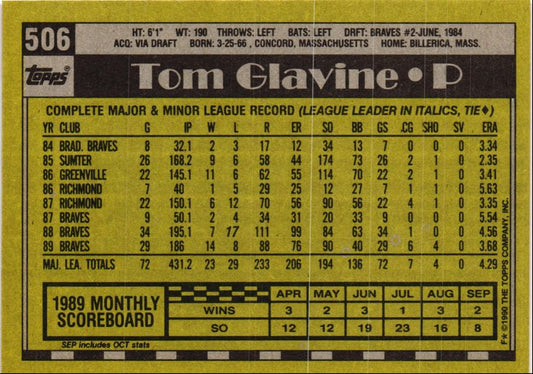 506
HT: 6'1" WT: 190 THROWS: LEFT BATS: LEFT DRFT: BRAVES #2-JUNE, 1984
ACQ: VIA DRAFT BORN: 3-25-66, CONCORD, MASSACHUSETTS HOME: BILLERICA, MASS.
TOPPS
Tom Glavine • P
COMPLETE MAJOR & MINOR LEAGUE RECORD (LEAGUE LEADER IN ITALICS, TIE♦)
YR CLUB G IP W L R ER SO BB GS CG SHO SV ERA
84 BRAD. BRAVES 8 32.1 2 3 17 12 34 13 7 0 0 0 3.34
85 SUMTER 26 168.2 9 6 58 44 174 73 26 2 1 0 2.35
86 GREENVILLE 22 145.1 11 6 62 55 114 70 22 2 1 0 3.41
86 RICHMOND 7 40 1 5 29 25 12 27 7 1 1 0 5.63
87 RICHMOND 22 150.1 6 12 70 56 90 56 22 4 1 0 3.35
87 BRAVES 9 50.1 2 4 34 31 20 33 9 0 0 0 5.54
88 BRAVES 34 195.1 7 17 111 99 84 63 34 1 0 0 4.56
89 BRAVES 29 186 14 8 88 76 90 40 29 6 4 0 3.68
MAJ. LEA. TOTALS 72 431.2 23 29 233 206 194 136 72 7 4 0 4.29
1989 MONTHLY SCOREBOARD
APR MAY JUN JUL AUG SEP
WINS 3 2 3 1 3 2
SO 12 12 19 23 16 8
SEP includes OCT stats
F* © 1990 THE TOPPS COMPANY, INC.